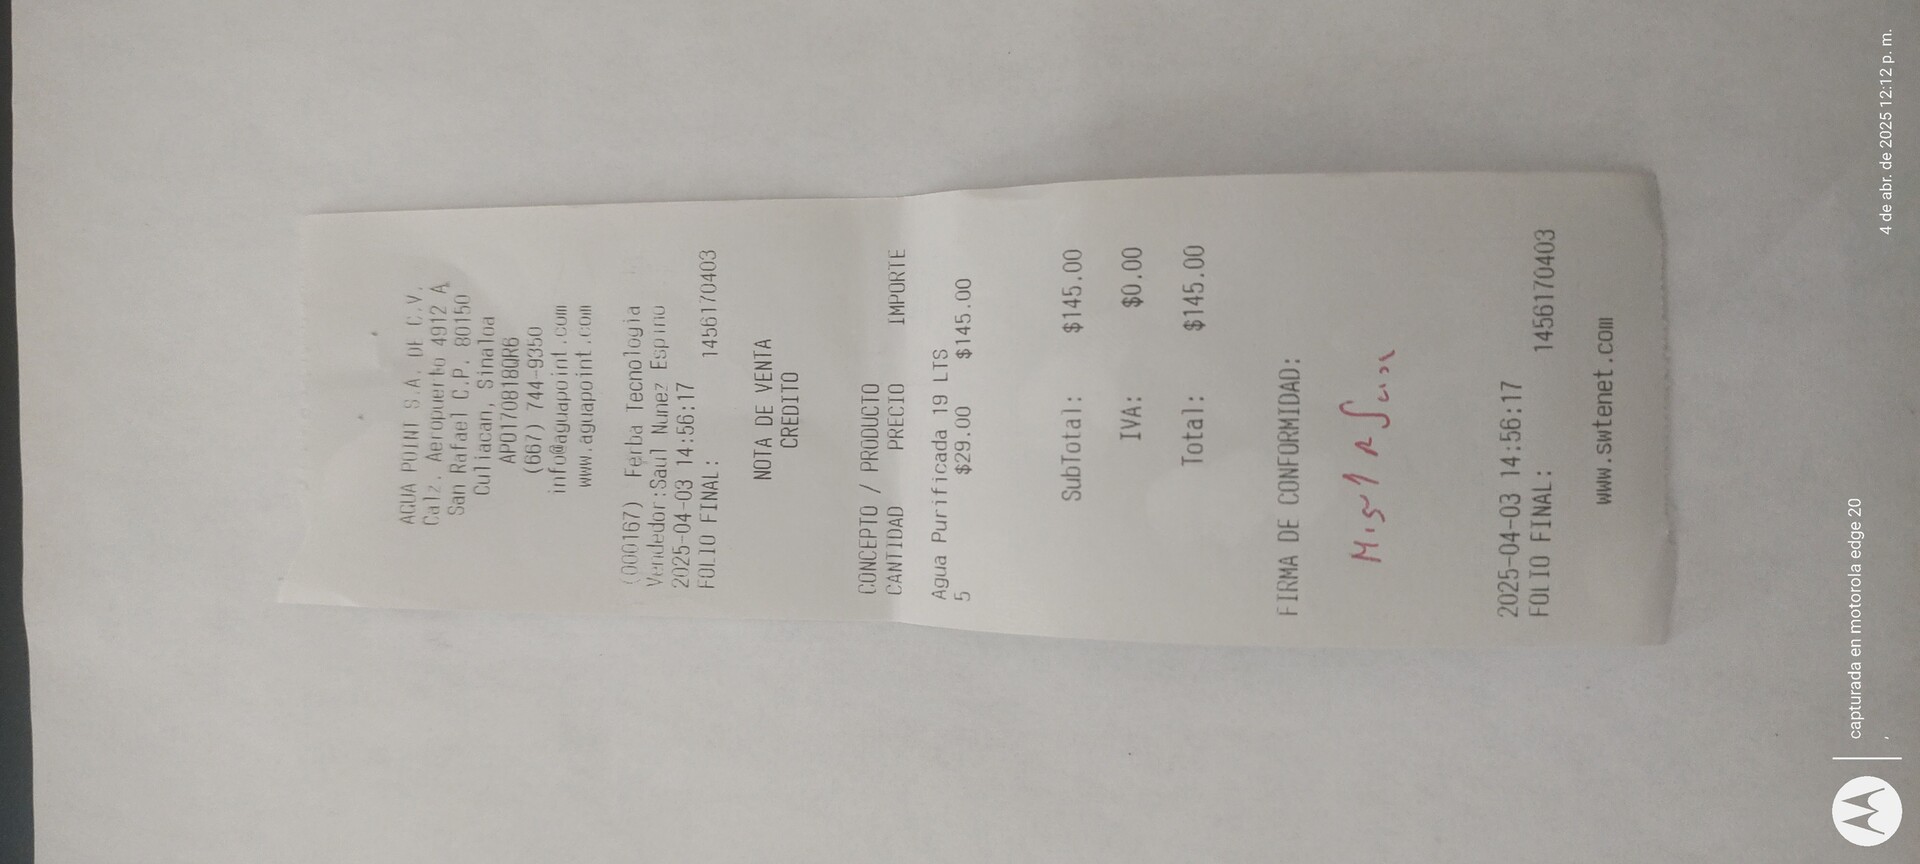 AGUA POINT S.A. DE C.V.
Calz. Aeropuerto 4912 A
San Rafael C.P. 80150
Culiacan, Sinaloa
APO170818QR6
(667) 744-9350
info@aguapoint.com
www.aguapoint.com
(000167) Ferba Tecnologia
Vendedor:Saul Nunez Espino
2025-04-03 14:56:17
FOLIO FINAL: 1456170403
NOTA DE VENTA
CREDITO
CONCEPTO / PRODUCTO
CANTIDAD PRECIO IMPORTE
Agua Purificada 19 LTS
5 $29.00 $145.00
SubTotal: $145.00
IVA: $0.00
Total: $145.00
FIRMA DE CONFORMIDAD:
2025-04-03 14:56:17
FOLIO FINAL: 1456170403
www.swtenet.com
capturada en motorola edge 20
4 de abr. de 2025 12:12 p. m.